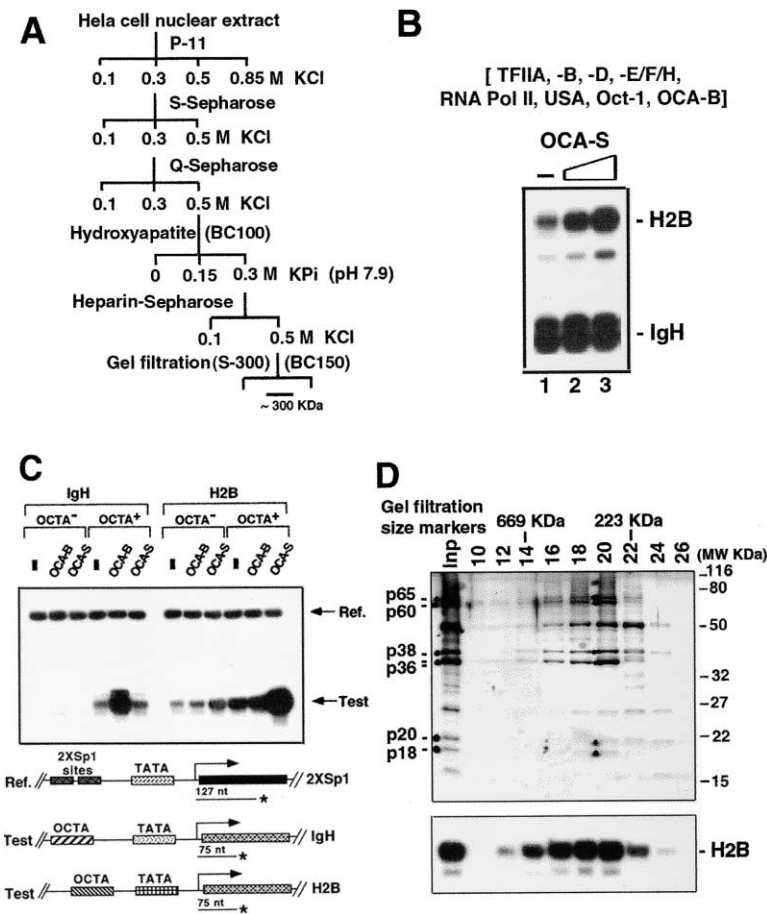 A
Hela cell nuclear extract
P-11
0.1 0.3 0.5 0.85 M KCl
S-Sepharose
0.1 0.3 0.5 M KCl
Q-Sepharose
0.1 0.3 0.5 M KCl
Hydroxyapatite (BC100)
0 0.15 0.3 M KPi (pH 7.9)
Heparin-Sepharose
0.1 0.5 M KCl
Gel filtration (S-300) (BC150)
~ 300 KDa
B
[ TFIIA, -B, -D, -E/F/H,
RNA Pol II, USA, Oct-1, OCA-B]
OCA-S
–
- H2B
- IgH
1 2 3
C
IgH H2B
OCTA- OCTA+ OCTA- OCTA+
- OCA-B OCA-S - OCA-B OCA-S - OCA-B OCA-S - OCA-B OCA-S
Ref.
Test
2XSp1
sites TATA
Ref. 2XSp1
127 nt *
OCTA TATA
Test IgH
75 nt *
OCTA TATA
Test H2B
75 nt *
D
Gel filtration
size markers 669 KDa 223 KDa
Inp 10 12 14 16 18 20 22 24 26 (MW KDa)
-116
-80
p65
p60
-50
p38
p36
-32
-27
p20
-22
p18
-15
- H2B